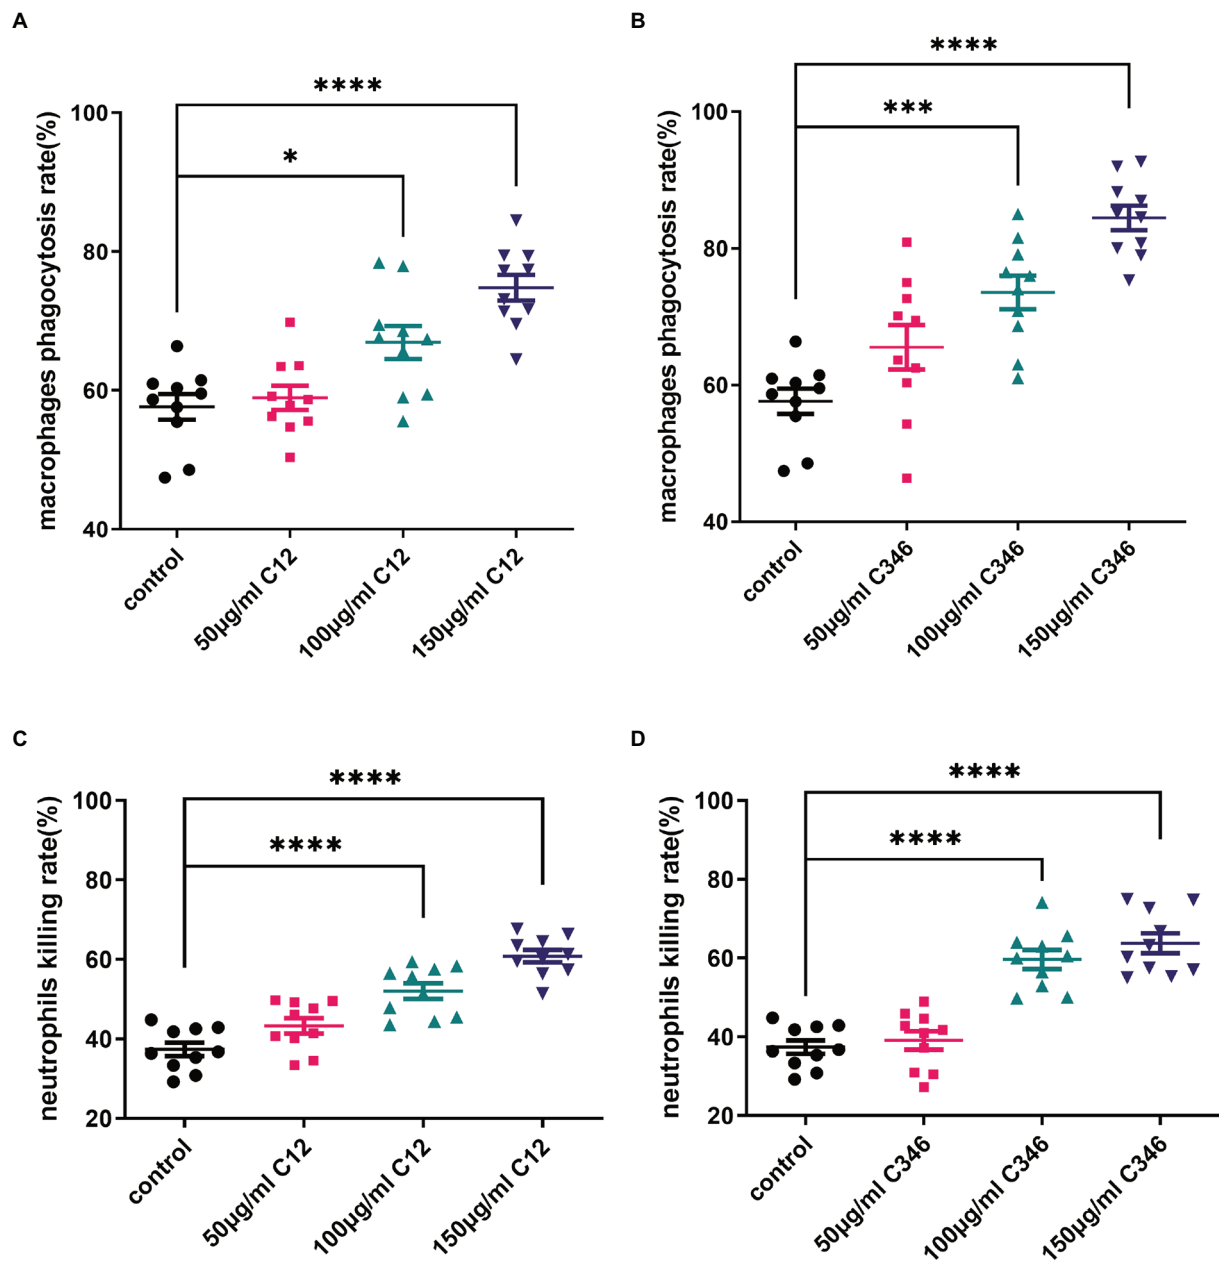 A
macrophages phagocytosis rate(%)
100
80
60
40
****
*
control
50μg/ml C12
100μg/ml C12
150μg/ml C12
B
macrophages phagocytosis rate(%)
100
80
60
40
****
***
control
50μg/ml C346
100μg/ml C346
150μg/ml C346
C
neutrophils killing rate(%)
100
80
60
40
20
****
****
control
50μg/ml C12
100μg/ml C12
150μg/ml C12
D
neutrophils killing rate(%)
100
80
60
40
20
****
****
control
50μg/ml C346
100μg/ml C346
150μg/ml C346